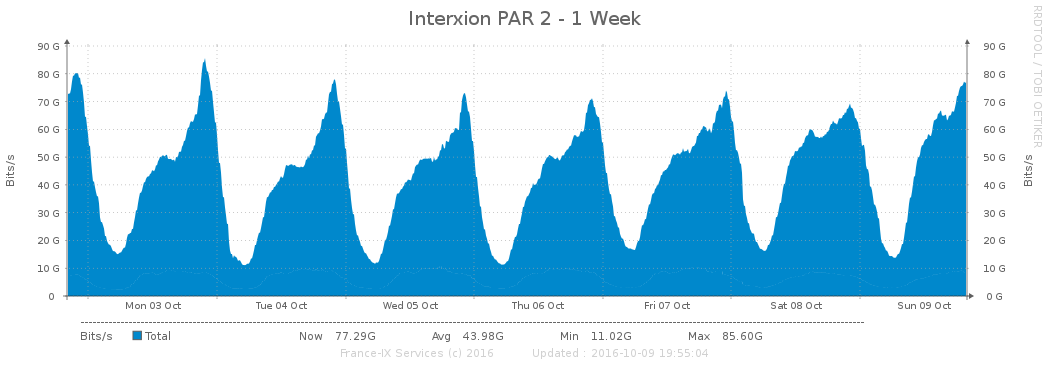 Interxion PAR 2 - 1 Week
RRDTOOL / TOBI OETIKER
90 G 90 G
80 G 80 G
70 G 70 G
60 G 60 G
50 G 50 G
40 G 40 G
30 G 30 G
20 G 20 G
10 G 10 G
0 0 G
Bits/s
Bits/s
Mon 03 Oct Tue 04 Oct Wed 05 Oct Thu 06 Oct Fri 07 Oct Sat 08 Oct Sun 09 Oct
Bits/s Total Now 77.29G Avg 43.98G Min 11.02G Max 85.60G
France-IX Services (c) 2016 Updated : 2016-10-09 19:55:04